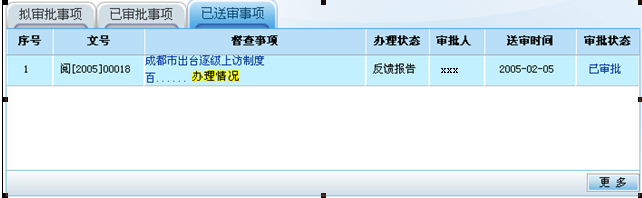 拟审批事项 已审批事项 已送审事项
序号 文号 督查事项 办理状态 审批人 送审时间 审批状态
1 阅[2005]00018 成都市出台逐级上访制度 反馈报告 xxx 2005-02-05 已审批
百...... 办理情况
更 多